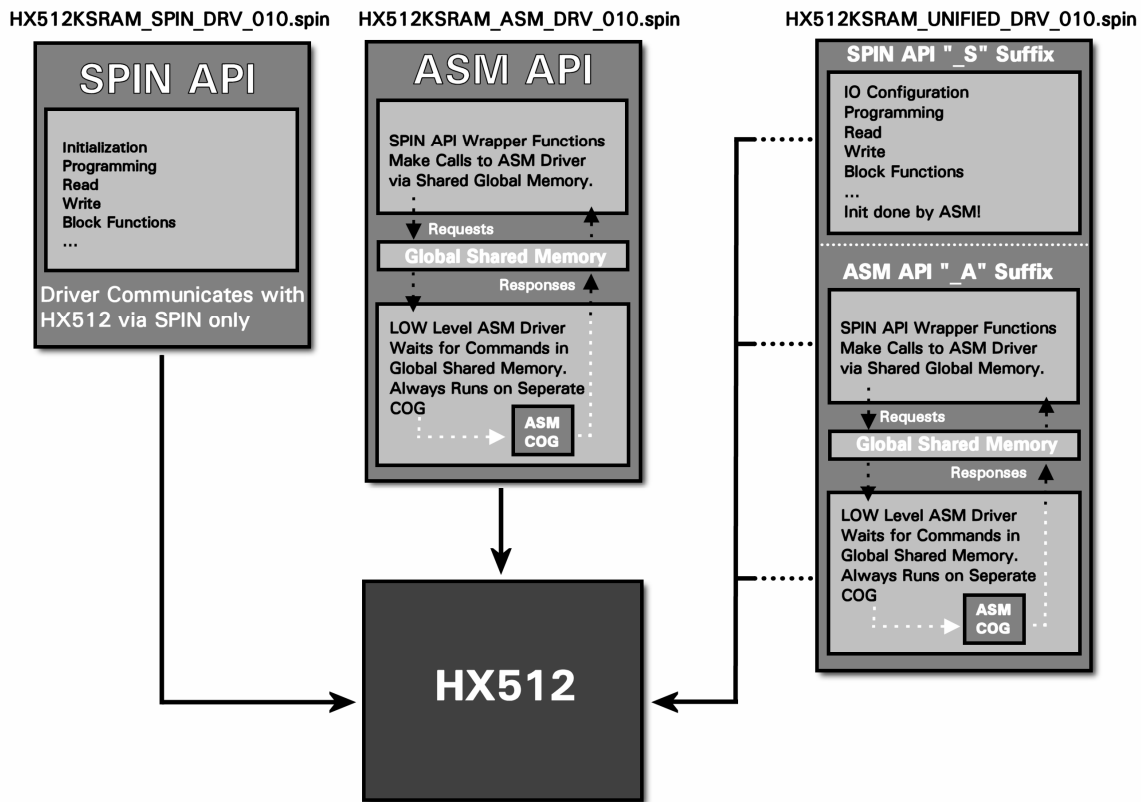 HX512KSRAM_SPIN_DRV_010.spin
SPIN API
Initialization
Programming
Read
Write
Block Functions
...
Driver Communicates with
HX512 via SPIN only
HX512KSRAM_ASM_DRV_010.spin
ASM API
SPIN API Wrapper Functions
Make Calls to ASM Driver
via Shared Global Memory.
Requests
Global Shared Memory
Responses
LOW Level ASM Driver
Waits for Commands in
Global Shared Memory.
Always Runs on Seperate
COG
ASM
COG
HX512KSRAM_UNIFIED_DRV_010.spin
SPIN API "_S" Suffix
IO Configuration
Programming
Read
Write
Block Functions
...
Init done by ASM!
ASM API "_A" Suffix
SPIN API Wrapper Functions
Make Calls to ASM Driver
via Shared Global Memory.
Requests
Global Shared Memory
Responses
LOW Level ASM Driver
Waits for Commands in
Global Shared Memory.
Always Runs on Seperate
COG
ASM
COG
HX512